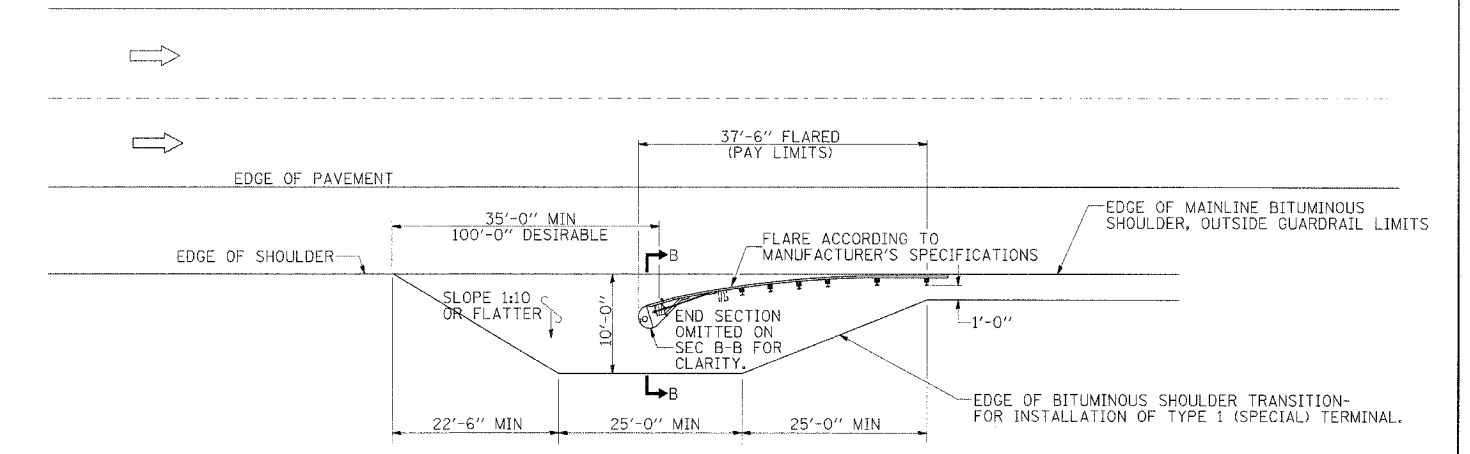 37'-6" FLARED
(PAY LIMITS)
EDGE OF PAVEMENT
35'-0" MIN
100'-0" DESIRABLE
EDGE OF MAINLINE BITUMINOUS
SHOULDER, OUTSIDE GUARDRAIL LIMITS
EDGE OF SHOULDER
B
FLARE ACCORDING TO
MANUFACTURER'S SPECIFICATIONS
SLOPE 1:10
OR FLATTER
10'-0"
END SECTION
OMITTED ON
SEC B-B FOR
CLARITY.
1'-0"
B
EDGE OF BITUMINOUS SHOULDER TRANSITION-
FOR INSTALLATION OF TYPE 1 (SPECIAL) TERMINAL.
22'-6" MIN
25'-0" MIN
25'-0" MIN